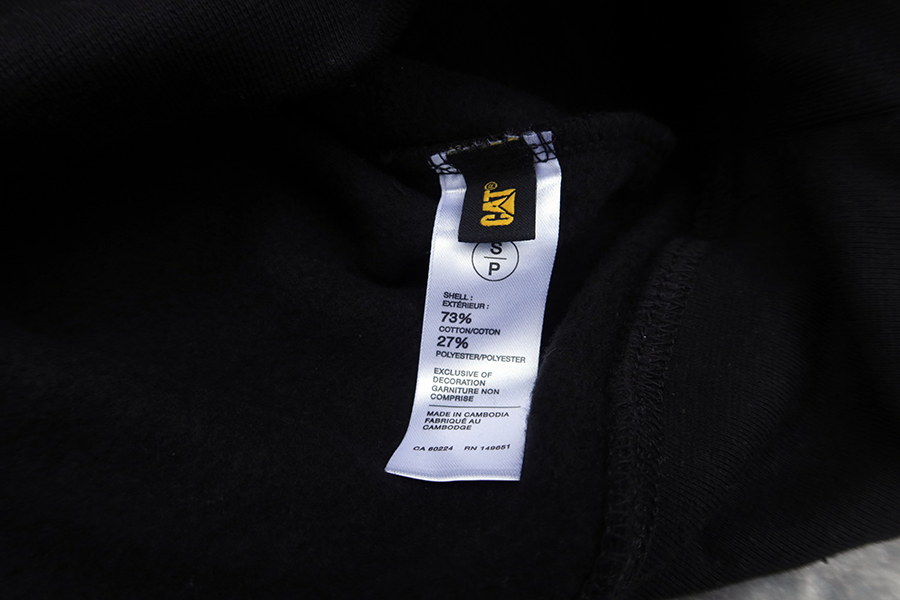 CAT®
S
P
SHELL :
EXTÉRIEUR :
73%
COTTON/COTON
27%
POLYESTER/POLYESTER
EXCLUSIVE OF
DECORATION
GARNITURE NON
COMPRISE
MADE IN CAMBODIA
FABRIQUÉ AU
CAMBODGE
CA 60224 RN 149651